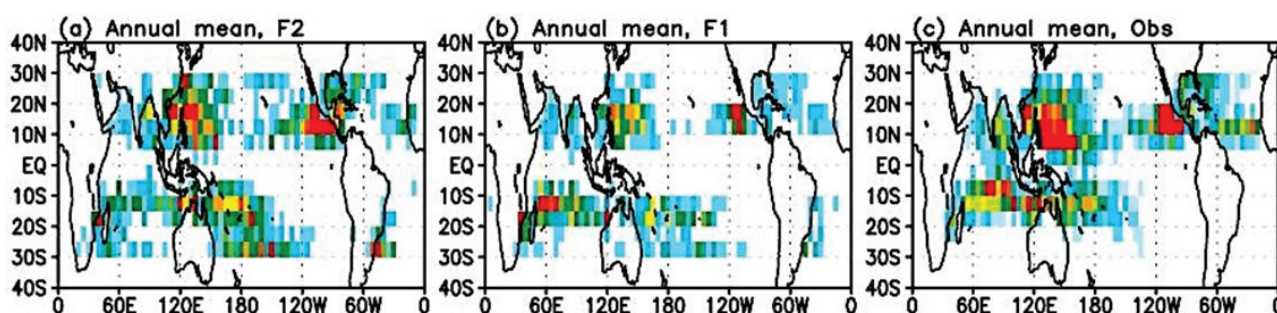 (a) Annual mean, F2
40N
30N
20N
10N
EQ
10S
20S
30S
40S
0 60E 120E 180 120W 60W 0
(b) Annual mean, F1
40N
30N
20N
10N
EQ
10S
20S
30S
40S
0 60E 120E 180 120W 60W 0
(c) Annual mean, Obs
40N
30N
20N
10N
EQ
10S
20S
30S
40S
0 60E 120E 180 120W 60W 0